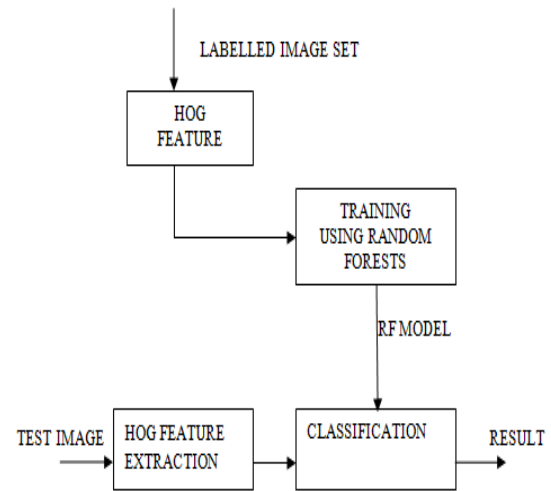 LABELLED IMAGE SET
HOG
FEATURE
TRAINING
USING RANDOM
FORESTS
RF MODEL
TEST IMAGE
HOG FEATURE
EXTRACTION
CLASSIFICATION
RESULT